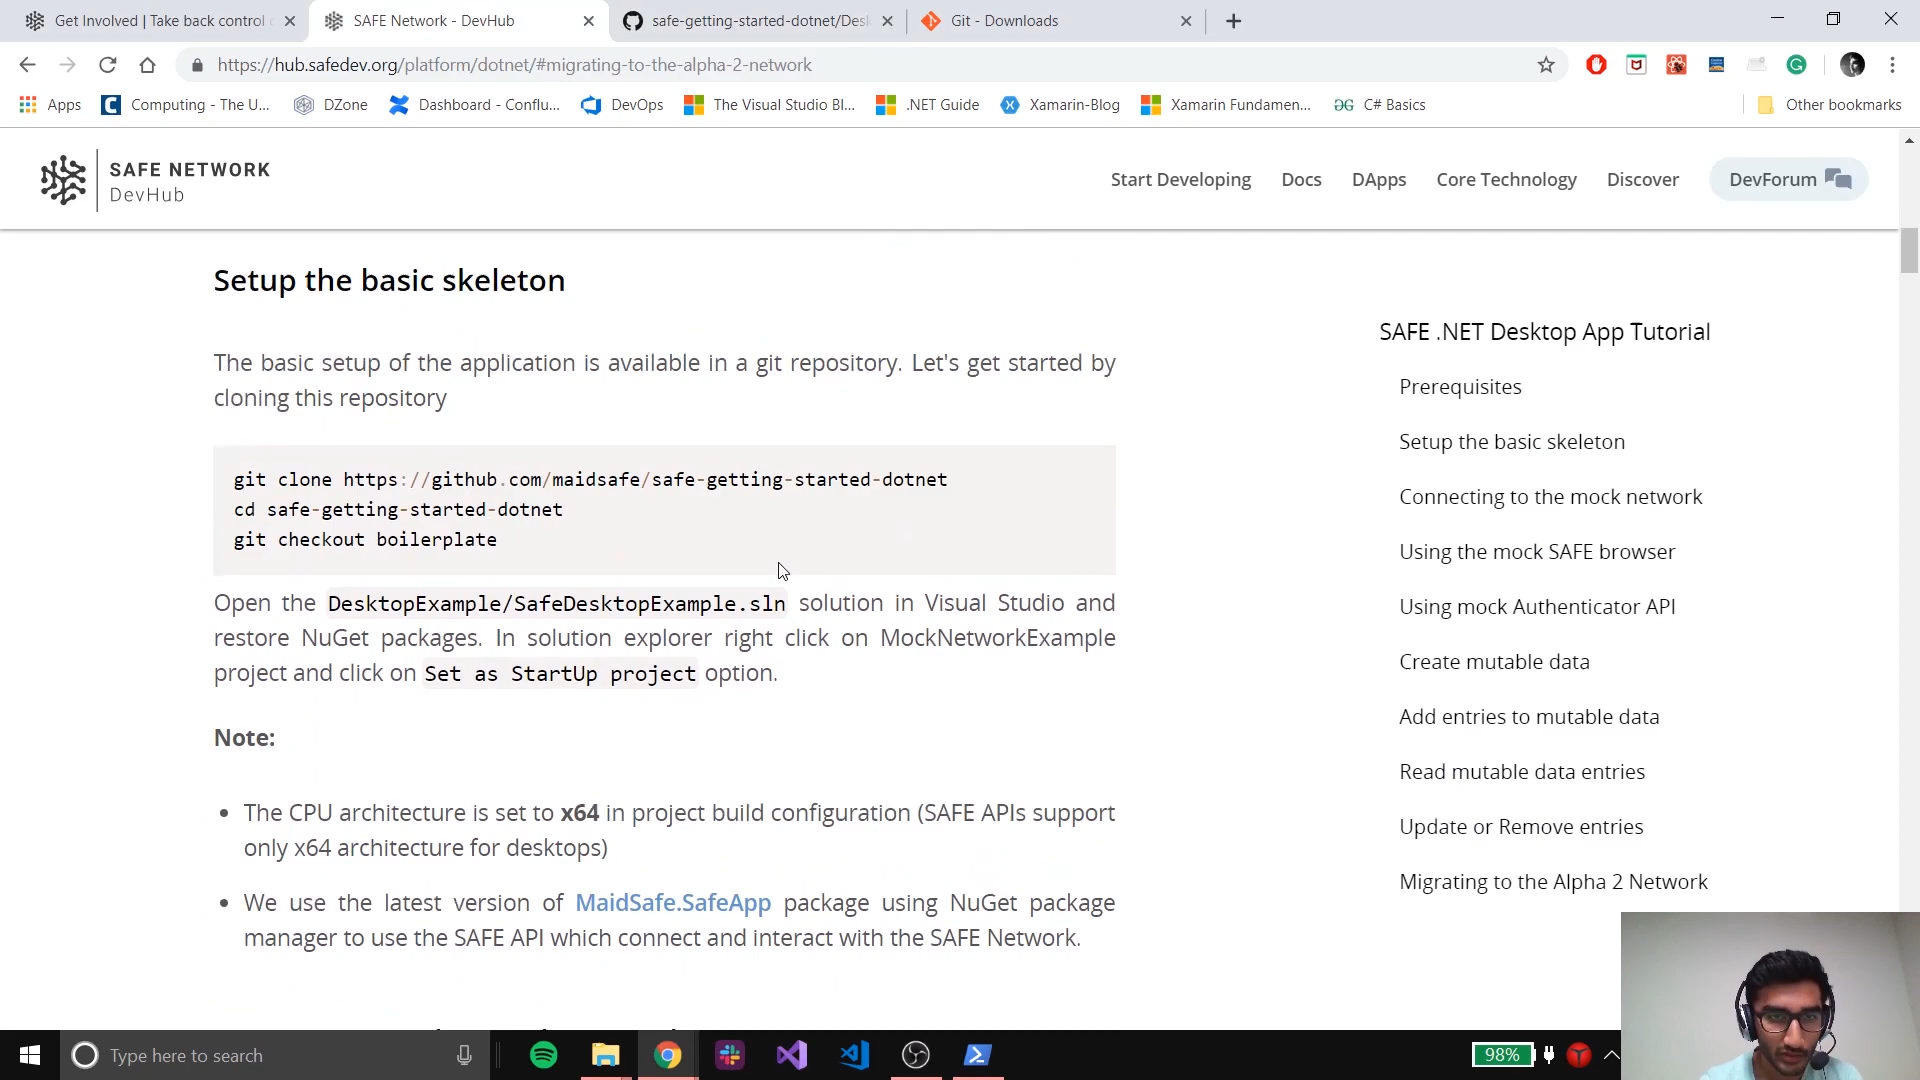 Get Involved | Take back control
SAFE Network - DevHub
safe-getting-started-dotnet/Desk
Git - Downloads
https://hub.safedev.org/platform/dotnet/#migrating-to-the-alpha-2-network
Apps
Computing - The U...
DZone
Dashboard - Conflu...
DevOps
The Visual Studio Bl...
.NET Guide
Xamarin-Blog
Xamarin Fundamen...
C# Basics
Other bookmarks
SAFE NETWORK
DevHub
Start Developing
Docs
DApps
Core Technology
Discover
DevForum
Setup the basic skeleton
The basic setup of the application is available in a git repository. Let's get started by
cloning this repository
git clone https://github.com/maidsafe/safe-getting-started-dotnet
cd safe-getting-started-dotnet
git checkout boilerplate
Open the DesktopExample/SafeDesktopExample.sln solution in Visual Studio and
restore NuGet packages. In solution explorer right click on MockNetworkExample
project and click on Set as StartUp project option.
Note:
• The CPU architecture is set to x64 in project build configuration (SAFE APIs support
only x64 architecture for desktops)
• We use the latest version of MaidSafe.SafeApp package using NuGet package
manager to use the SAFE API which connect and interact with the SAFE Network.
SAFE .NET Desktop App Tutorial
Prerequisites
Setup the basic skeleton
Connecting to the mock network
Using the mock SAFE browser
Using mock Authenticator API
Create mutable data
Add entries to mutable data
Read mutable data entries
Update or Remove entries
Migrating to the Alpha 2 Network
Type here to search
98%